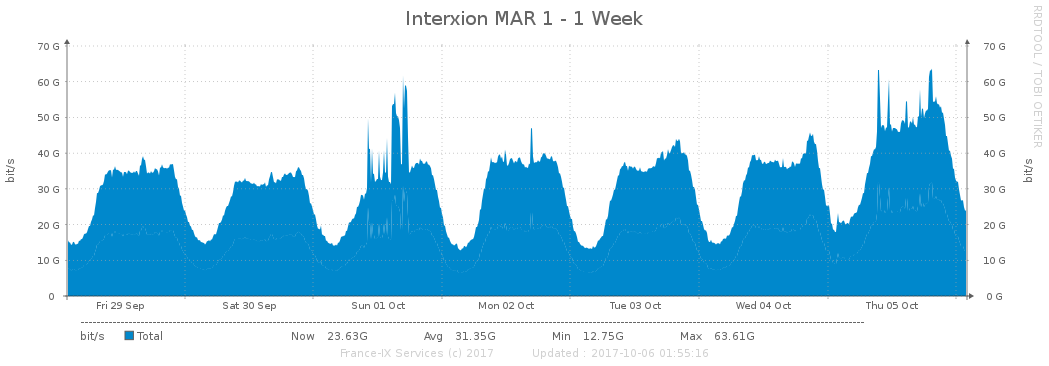 Interxion MAR 1 - 1 Week
RRDTOOL / TOBI OETIKER
bit/s
70 G
60 G
50 G
40 G
30 G
20 G
10 G
0
70 G
60 G
50 G
40 G
30 G
20 G
10 G
0 G
bit/s
Fri 29 Sep Sat 30 Sep Sun 01 Oct Mon 02 Oct Tue 03 Oct Wed 04 Oct Thu 05 Oct
bit/s Total Now 23.63G Avg 31.35G Min 12.75G Max 63.61G
France-IX Services (c) 2017 Updated : 2017-10-06 01:55:16